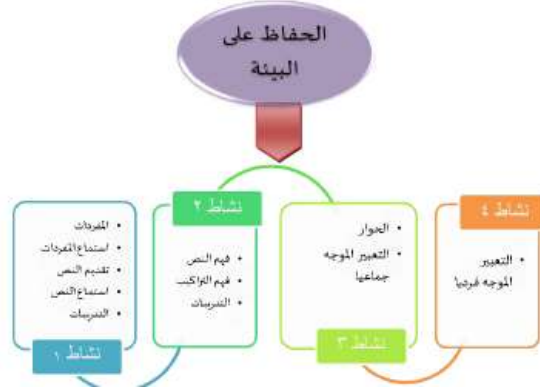 الحفاظ على
البيئة
المفردات
استماع المفردات
تقديم النص
استماع النص
التدريبات
نشاط ١
نشاط ٢
فهم النص
فهم التراكيب
التدريبات
الحوار
التعبير الموجه
جماعيا
نشاط ٣
نشاط ٤
التعبير
الموجه فرديا